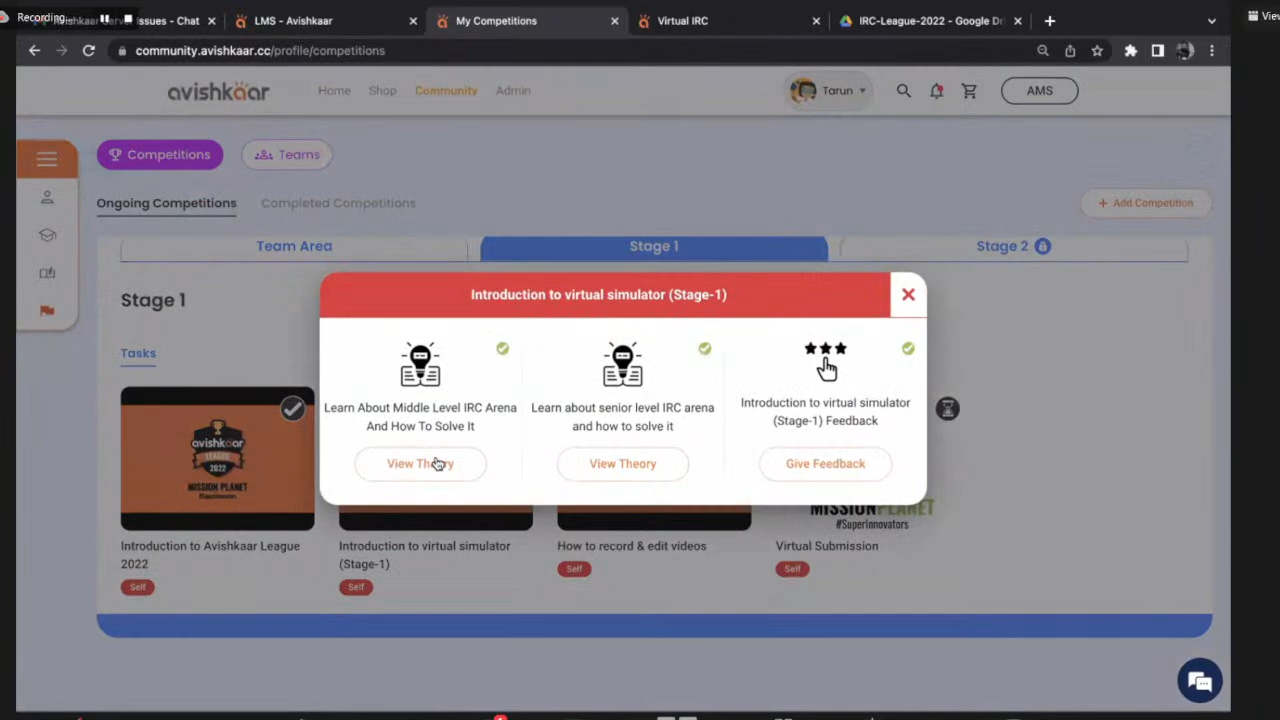 Recording...
Avishkaar Server Issues - Chat
LMS - Avishkaar
My Competitions
Virtual IRC
IRC-League-2022 - Google Dri
community.avishkaar.cc/profile/competitions
View
avishkaar
Home
Shop
Community
Admin
Tarun
AMS
Competitions
Teams
Ongoing Competitions
Completed Competitions
+ Add Competition
Team Area
Stage 1
Stage 2
Stage 1
Tasks
Introduction to virtual simulator (Stage-1)
Learn About Middle Level IRC Arena
And How To Solve It
View Theory
Learn about senior level IRC arena
and how to solve it
View Theory
Introduction to virtual simulator
(Stage-1) Feedback
Give Feedback
avishkaar
LEAGUE
2022
MISSION PLANET
#SuperInnovators
MISSION PLANET
#SuperInnovators
Introduction to Avishkaar League
2022
Self
Introduction to virtual simulator
(Stage-1)
Self
How to record & edit videos
Self
Virtual Submission
Self